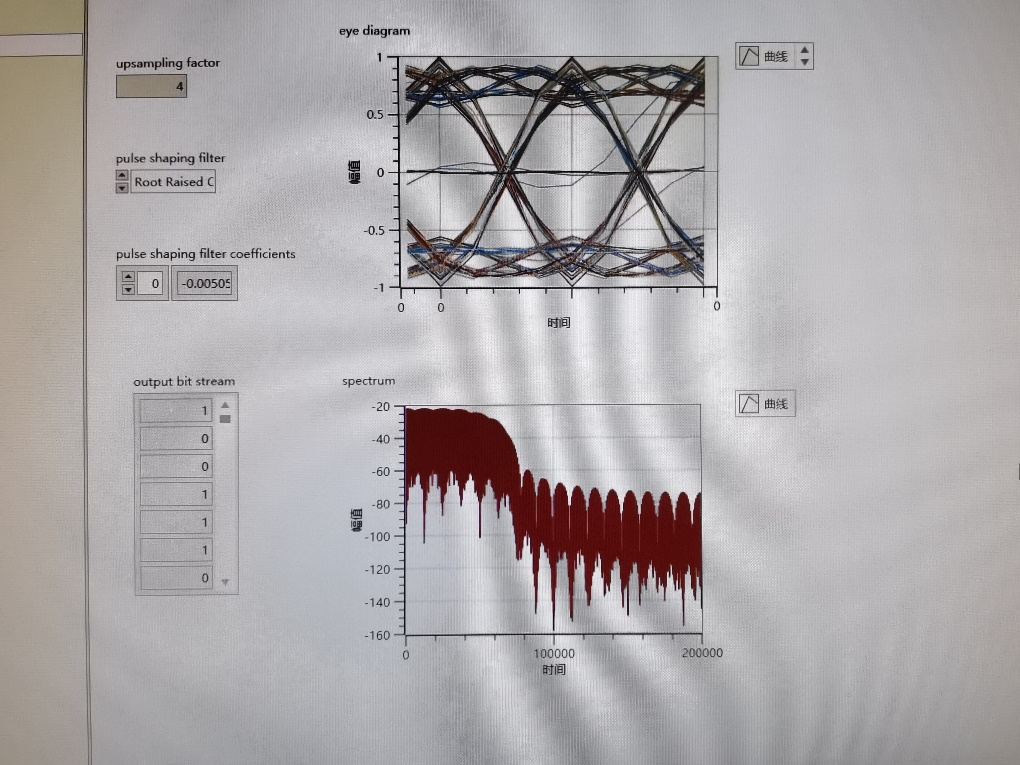 eye diagram
曲线
upsampling factor
4
1
0.5
0
-0.5
-1
幅值
0
0
0
时间
pulse shaping filter
Root Raised C
pulse shaping filter coefficients
0
-0.00505
output bit stream
1
0
0
1
1
1
0
spectrum
曲线
-20
-40
-60
-80
-100
-120
-140
-160
幅值
0
100000
200000
时间